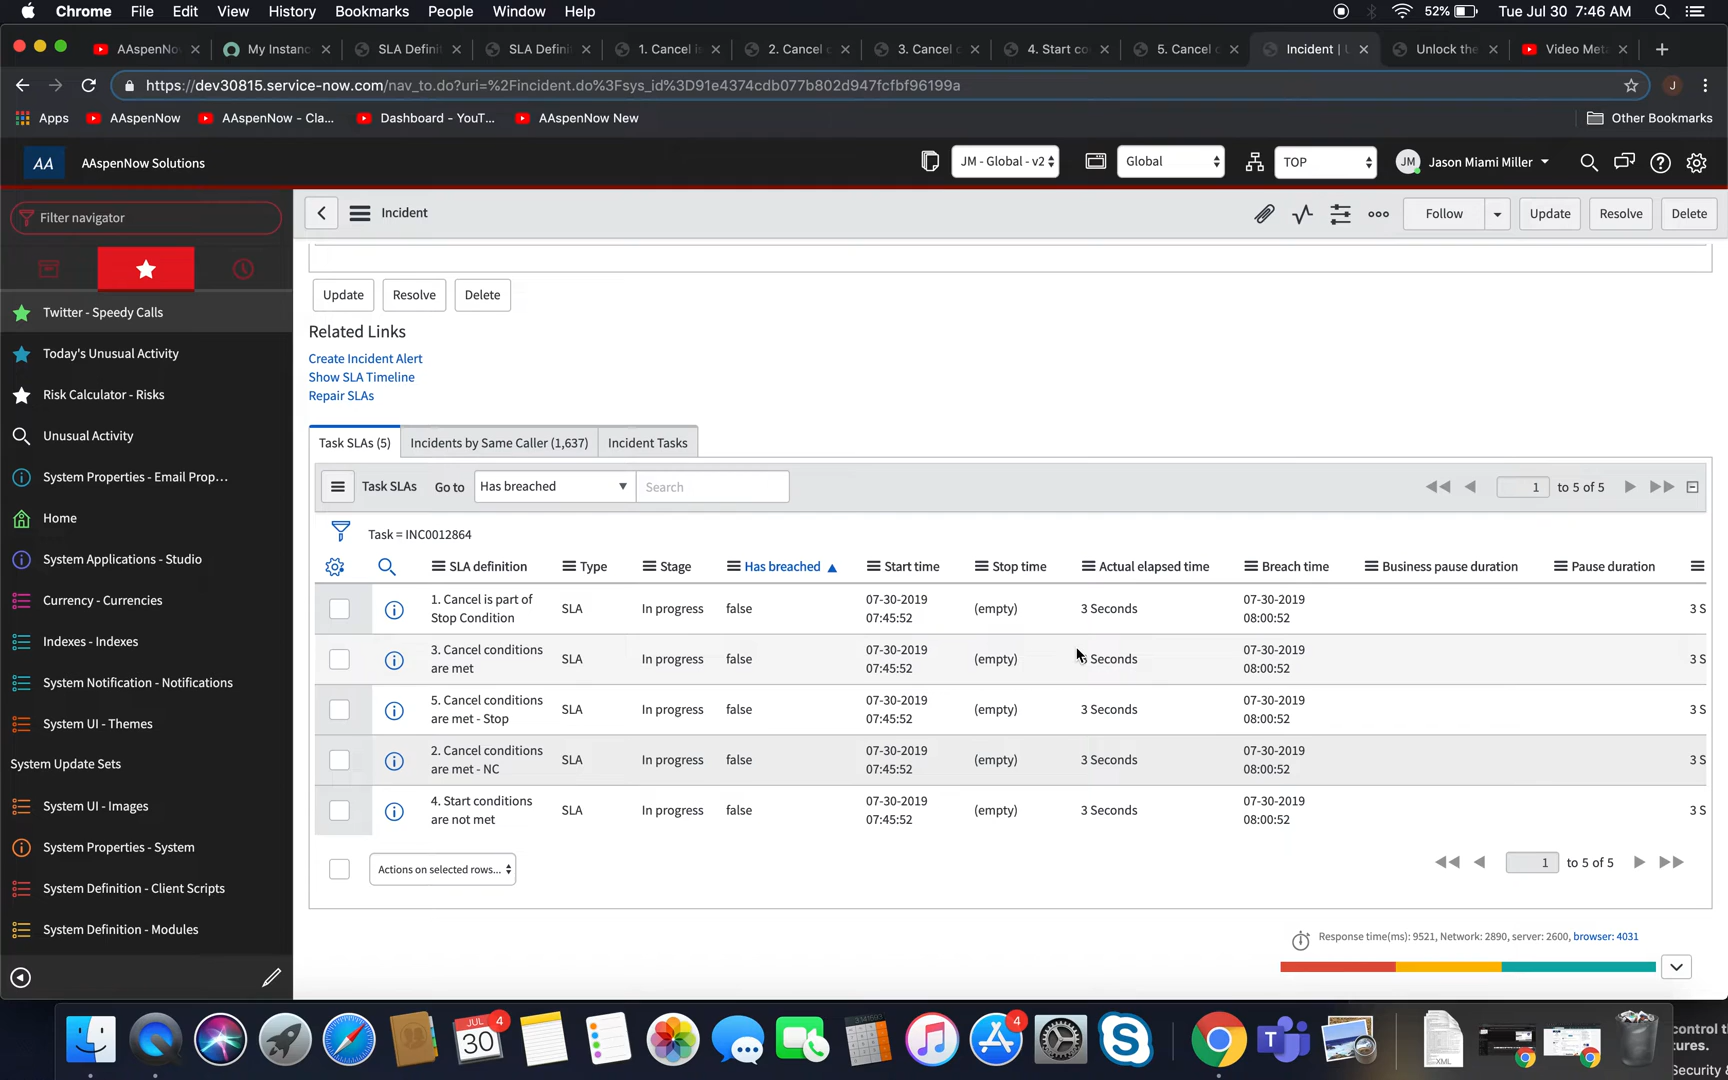 Chrome File Edit View History Bookmarks People Window Help 52% Tue Jul 30 7:46 AM
AAspenNo My Instanc SLA Defini SLA Defini 1. Cancel is 2. Cancel c 3. Cancel c 4. Start co 5. Cancel c Incident | Unlock the Video Met
https://dev30815.service-now.com/nav_to.do?uri=%2Fincident.do%3Fsys_id%3D91e4374cdb077b802d947fcfbf96199a J
Apps AAspenNow AAspenNow - Cla... Dashboard - YouT... AAspenNow New Other Bookmarks
AA AAspenNow Solutions JM - Global - v2 Global TOP JM Jason Miami Miller
Filter navigator
Incident Follow Update Resolve Delete
Twitter - Speedy Calls
Today's Unusual Activity
Risk Calculator - Risks
Unusual Activity
System Properties - Email Prop...
Home
System Applications - Studio
Currency - Currencies
Indexes - Indexes
System Notification - Notifications
System UI - Themes
System Update Sets
System UI - Images
System Properties - System
System Definition - Client Scripts
System Definition - Modules
Update Resolve Delete
Related Links
Create Incident Alert
Show SLA Timeline
Repair SLAs
Task SLAs (5) Incidents by Same Caller (1,637) Incident Tasks
Task SLAs Go to Has breached Search 1 to 5 of 5
Task = INC0012864
SLA definition Type Stage Has breached Start time Stop time Actual elapsed time Breach time Business pause duration Pause duration
1. Cancel is part of Stop Condition SLA In progress false 07-30-2019 07:45:52 (empty) 3 Seconds 07-30-2019 08:00:52 3 S
3. Cancel conditions are met SLA In progress false 07-30-2019 07:45:52 (empty) Seconds 07-30-2019 08:00:52 3 S
5. Cancel conditions are met - Stop SLA In progress false 07-30-2019 07:45:52 (empty) 3 Seconds 07-30-2019 08:00:52 3 S
2. Cancel conditions are met - NC SLA In progress false 07-30-2019 07:45:52 (empty) 3 Seconds 07-30-2019 08:00:52 3 S
4. Start conditions are not met SLA In progress false 07-30-2019 07:45:52 (empty) 3 Seconds 07-30-2019 08:00:52 3 S
Actions on selected rows... 1 to 5 of 5
Response time(ms): 9521, Network: 2890, server: 2600, browser: 4031
JUL 4
30
4
XML
control t
tures.
Security